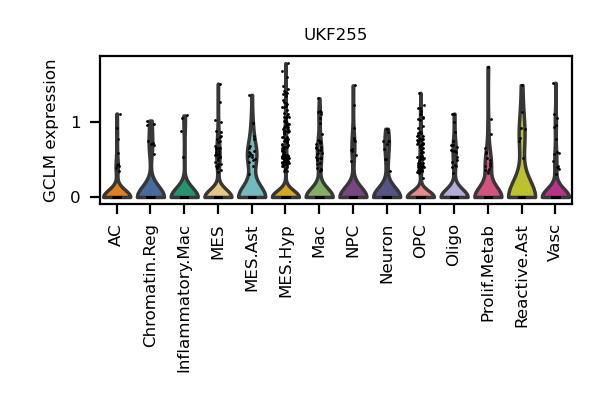 UKF255
GCLM expression
1
0
AC
Chromatin.Reg
Inflammatory.Mac
MES
MES.Ast
MES.Hyp
Mac
NPC
Neuron
OPC
Oligo
Prolif.Metab
Reactive.Ast
Vasc